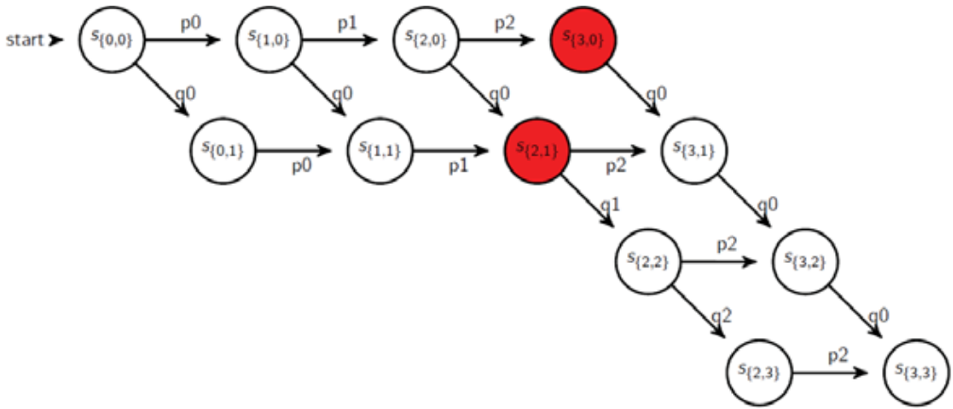 p0 p1 p2
start s{0,0} s{1,0} s{2,0} s{3,0}
q0 q0 q0 q0
s{0,1} s{1,1} s{2,1} s{3,1}
p0 p1 p2
q1 q0
p2
s{2,2} s{3,2}
q2 q0
p2
s{2,3} s{3,3}